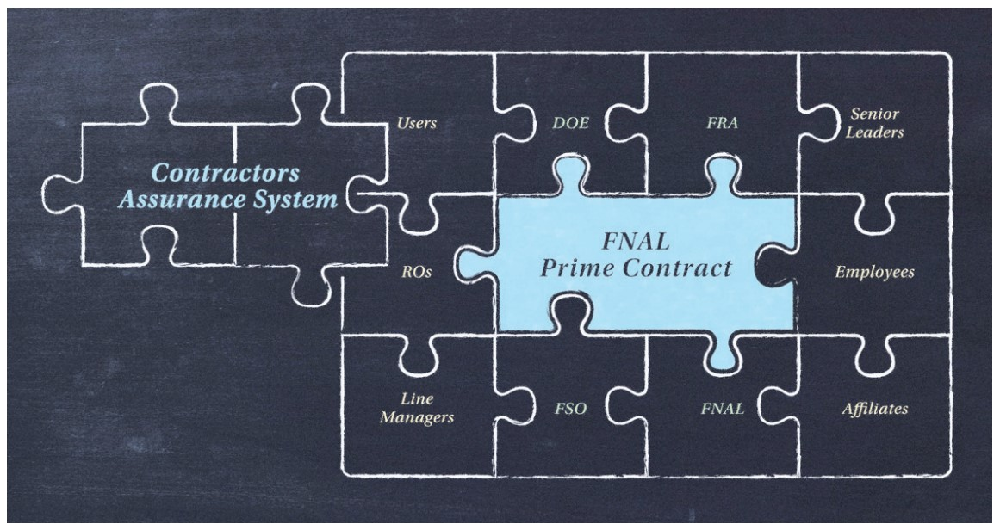 Users
DOE
FRA
Senior
Leaders
Contractors
Assurance System
FNAL
Prime Contract
ROs
Employees
Line
Managers
FSO
FNAL
Affiliates